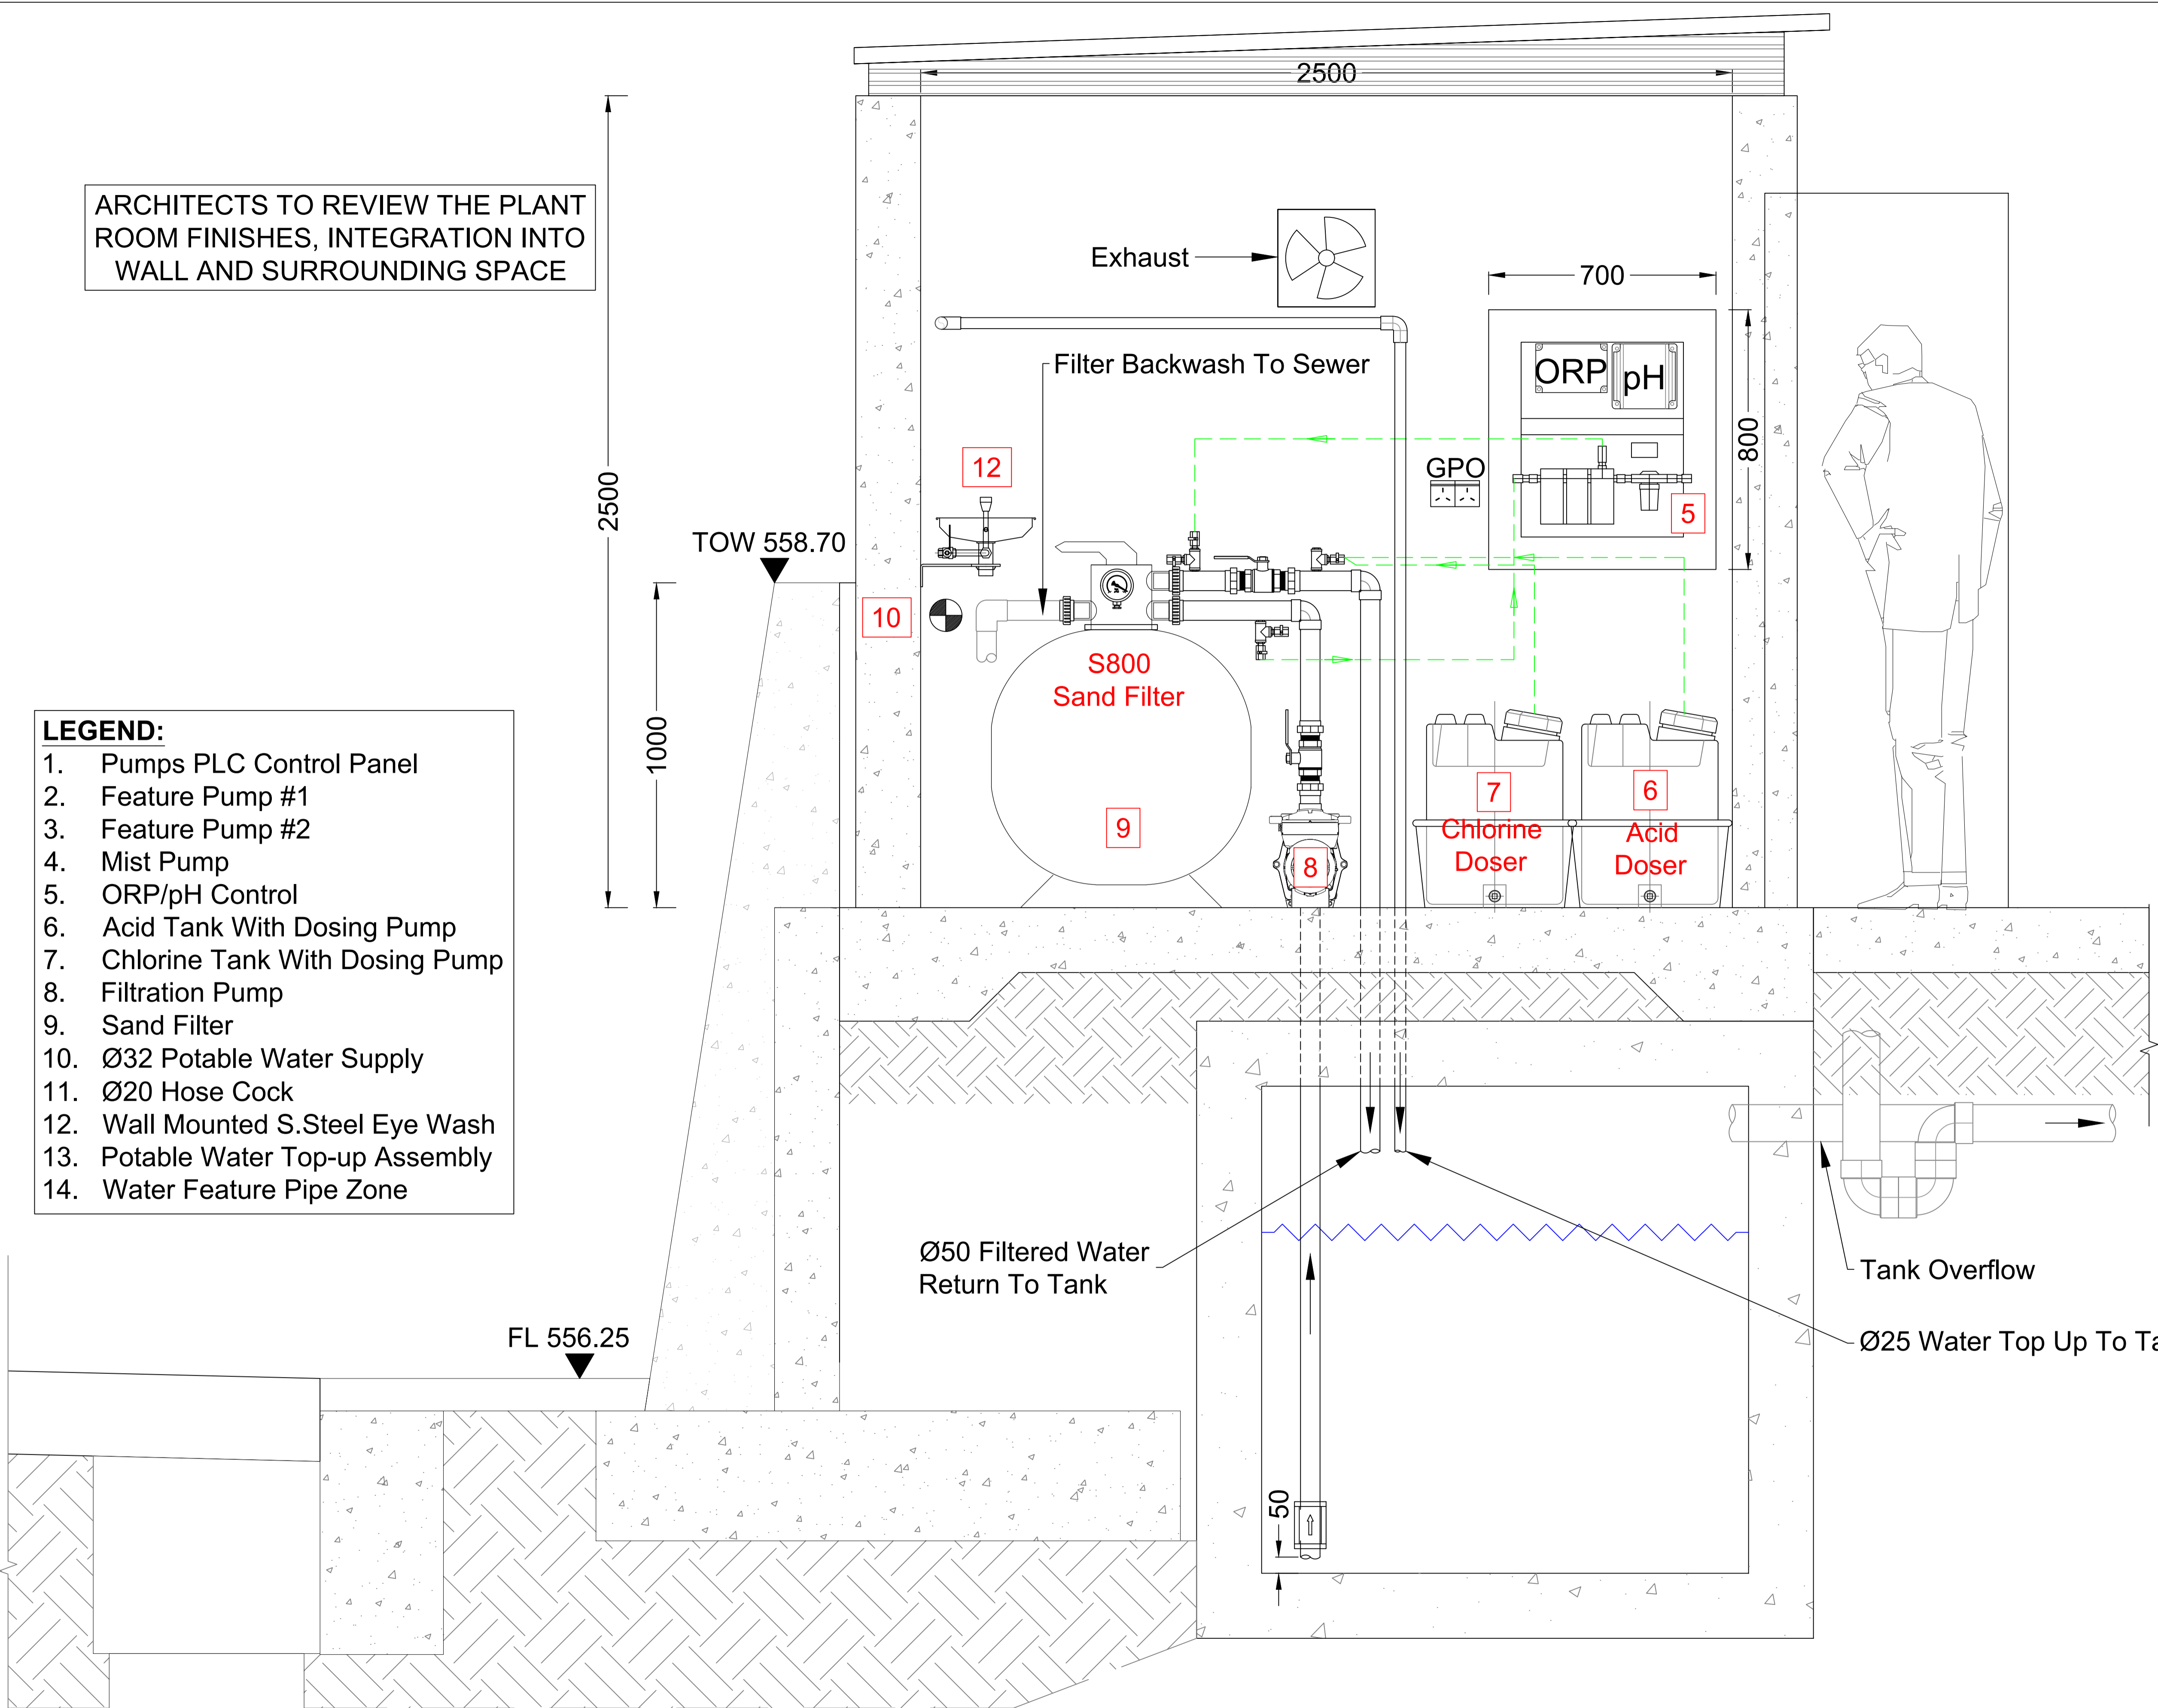 2500
ARCHITECTS TO REVIEW THE PLANT
ROOM FINISHES, INTEGRATION INTO
WALL AND SURROUNDING SPACE
Exhaust
700
Filter Backwash To Sewer
ORP
pH
800
GPO
12
5
2500
TOW 558.70
10
S800
Sand Filter
1000
LEGEND:
1. Pumps PLC Control Panel
2. Feature Pump #1
3. Feature Pump #2
4. Mist Pump
5. ORP/pH Control
6. Acid Tank With Dosing Pump
7. Chlorine Tank With Dosing Pump
8. Filtration Pump
9. Sand Filter
10. Ø32 Potable Water Supply
11. Ø20 Hose Cock
12. Wall Mounted S.Steel Eye Wash
13. Potable Water Top-up Assembly
14. Water Feature Pipe Zone
7
6
9
Chlorine
Doser
Acid
Doser
8
Ø50 Filtered Water
Return To Tank
Tank Overflow
FL 556.25
Ø25 Water Top Up To
50